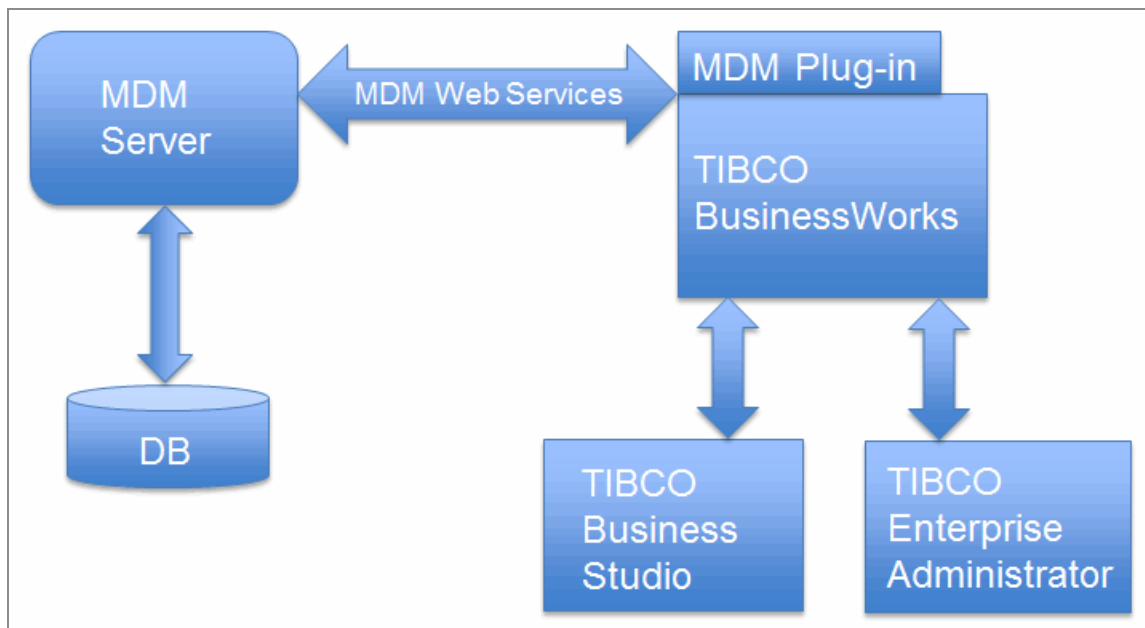 MDM
Server
MDM Web Services
MDM Plug-in
TIBCO
BusinessWorks
DB
TIBCO
Business
Studio
TIBCO
Enterprise
Administrator